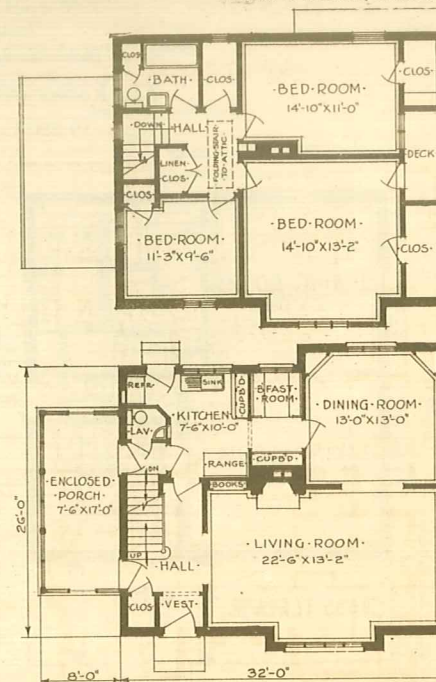 CLOS
BATH
CLOS
BED ROOM
14'-10"X11'-0"
CLOS
DOWN
HALL
LINEN
CLOS
FOLDING STAIR
TO ATTIC
DECK
CLOS
BED ROOM
11'-3"X9'-6"
BED ROOM
14'-10"X13'-2"
CLOS
REFR.
SINK
CUPB'D
B'FAST
ROOM
KITCHEN
7'-6"X10'-0"
DINING ROOM
13'-0"X13'-0"
LAV.
DN
RANGE
CUPB'D
BOOKS
ENCLOSED
PORCH
7'-6"X17'-0"
26'-0"
UP
HALL
LIVING ROOM
22'-6"X13'-2"
CLOS
VEST
8'-0"
32'-0"